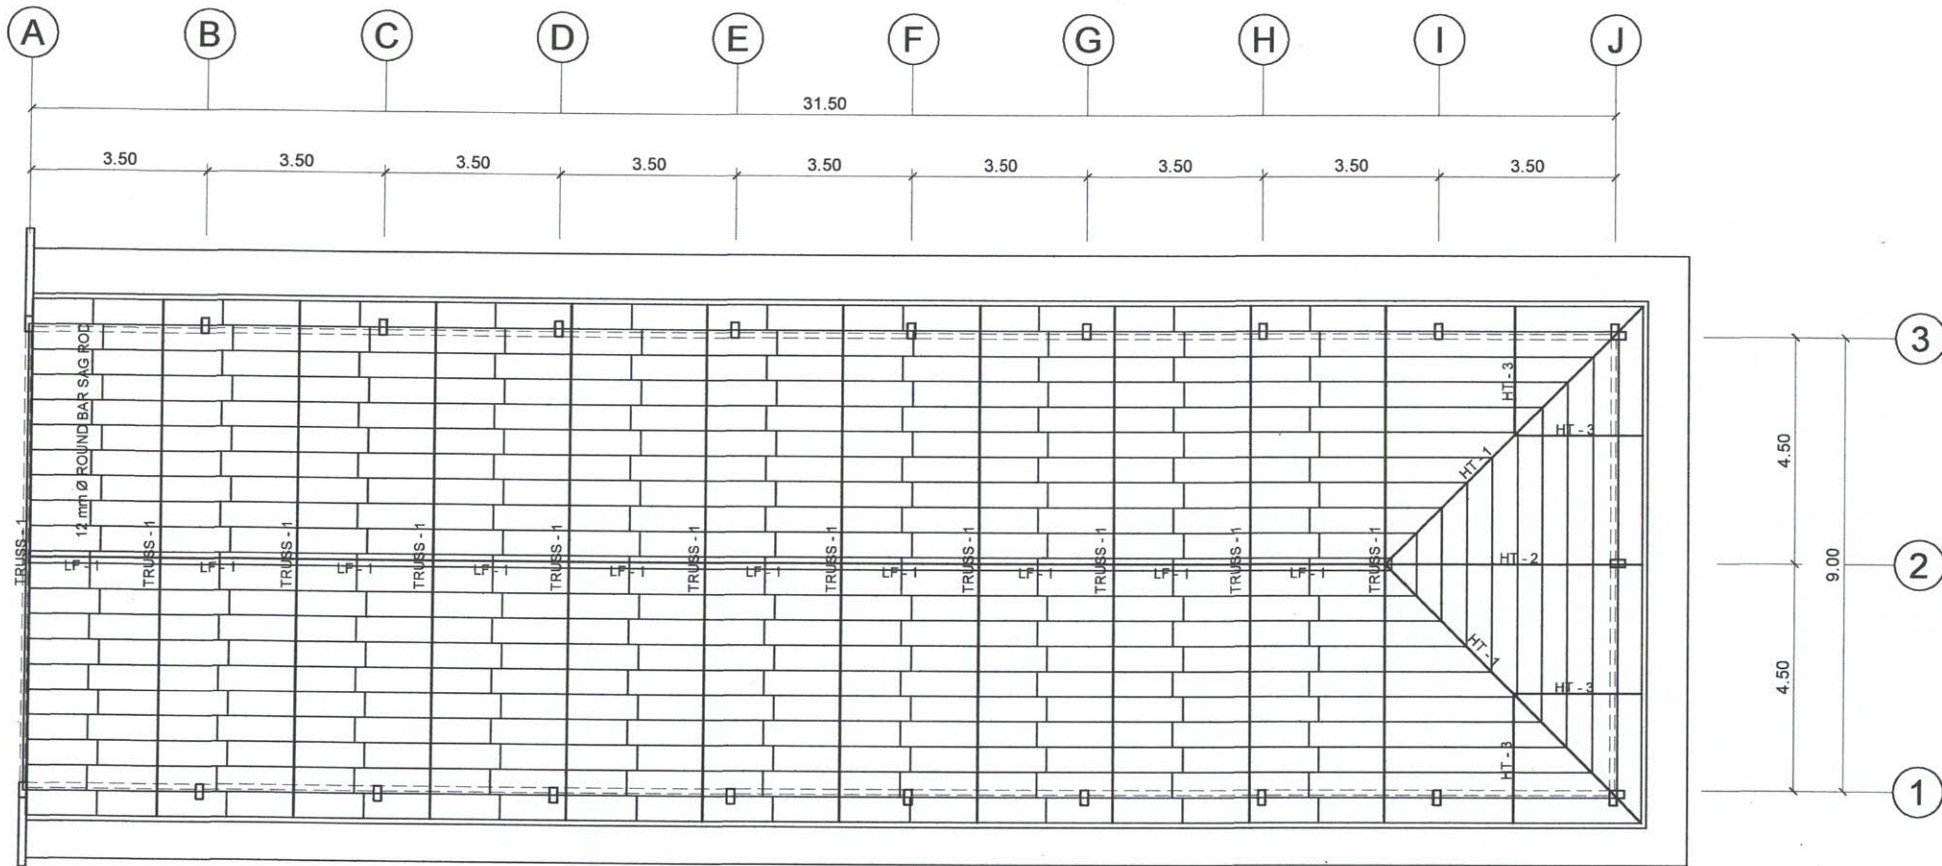 A B C D E F G H I J
31.50
3.50 3.50 3.50 3.50 3.50 3.50 3.50 3.50 3.50
12 mm Ø ROUND BAR SAG ROD
HT - 3
HT - 3
HT - 1
TRUSS - 1 TRUSS - 1 TRUSS - 1 TRUSS - 1 TRUSS - 1 TRUSS - 1 TRUSS - 1 TRUSS - 1 TRUSS - 1 TRUSS - 1 TRUSS - 1
LF - 1 LF - 1 LF - 1 LF - 1 LF - 1 LF - 1 LF - 1 LF - 1 LF - 1 LF - 1
HT - 2
HT - 1
HT - 3
HT - 3
3
4.50
2
9.00
4.50
1